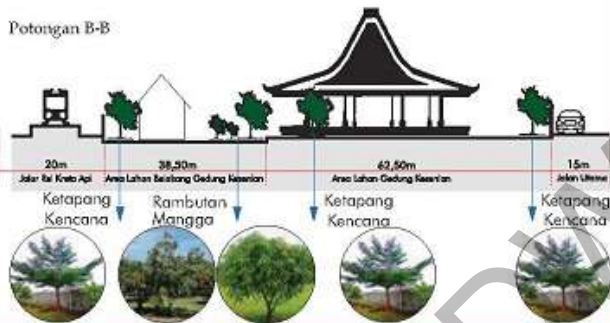 Potongan B-B
20m
Jalur Rel Kreta Api
38,50m
Area Lahan Belakang Gedung Kesenian
62,50m
Area Lahan Gedung Kesenian
15m
Jalan Utama
Ketapang
Kencana
Rambutan
Mangga
Ketapang
Kencana
Ketapang
Kencana